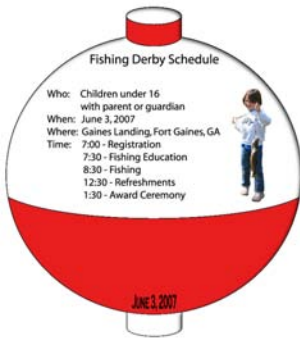 Fishing Derby Schedule
Who: Children under 16
with parent or guardian
When: June 3, 2007
Where: Gaines Landing, Fort Gaines, GA
Time: 7:00 - Registration
7:30 - Fishing Education
8:30 - Fishing
12:30 - Refreshments
1:30 - Award Ceremony
JUNE 3, 2007